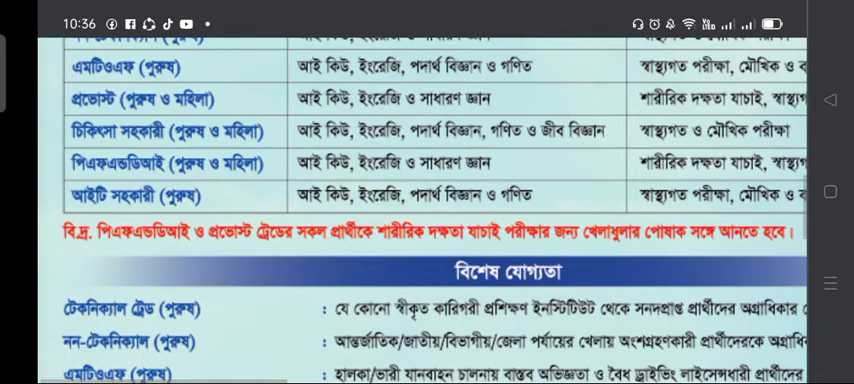 10:36
এমটিওএফ (পুরুষ) আই কিউ, ইংরেজি, পদার্থ বিজ্ঞান ও গণিত স্বাস্থ্যগত পরীক্ষা, মৌখিক ও
প্রভোস্ট (পুরুষ ও মহিলা) আই কিউ, ইংরেজি ও সাধারণ জ্ঞান শারীরিক দক্ষতা যাচাই,
চিকিৎসা সহকারী (পুরুষ ও মহিলা) আই কিউ, ইংরেজি, পদার্থ বিজ্ঞান, গণিত ও জীব বিজ্ঞান স্বাস্থ্যগত ও মৌখিক পরীক্ষা
পিএফএন্ডডিআই (পুরুষ ও মহিলা) আই কিউ, ইংরেজি ও সাধারণ জ্ঞান শারীরিক দক্ষতা যাচাই,
আইটি সহকারী (পুরুষ) আই কিউ, ইংরেজি, পদার্থ বিজ্ঞান ও গণিত স্বাস্থ্যগত পরীক্ষা, মৌখিক ও
বি.দ্র. পিএফএন্ডডিআই ও প্রভোস্ট ট্রেডের সকল প্রার্থীকে শারীরিক দক্ষতা যাচাই পরীক্ষার জন্য খেলাধুলার পোষাক সঙ্গে আনতে হবে।
বিশেষ যোগ্যতা
টেকনিক্যাল ট্রেড (পুরুষ) : যে কোনো স্বীকৃত কারিগরী প্রশিক্ষণ ইনস্টিটিউট থেকে সনদপ্রাপ্ত প্রার্থীদের অগ্রাধিকার
নন-টেকনিক্যাল (পুরুষ) : আন্তর্জাতিক/জাতীয়/বিভাগীয়/জেলা পর্যায়ের খেলায় অংশগ্রহণকারী প্রার্থীদেরকে
এমটিওএফ (পুরুষ) : হালকা/ভারী যানবাহন চালনায় বাস্তব অভিজ্ঞতা ও বৈধ ড্রাইভিং লাইসেন্সধারী প্রার্থীদের